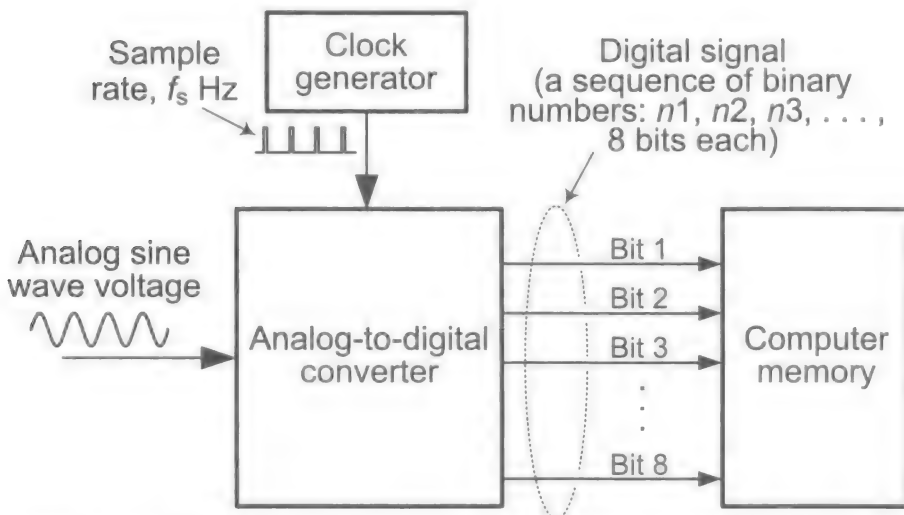 Sample
rate, fs Hz
Clock
generator
Digital signal
(a sequence of binary
numbers: n1, n2, n3, . . . ,
8 bits each)
Analog sine
wave voltage
Analog-to-digital
converter
Bit 1
Bit 2
Bit 3
Bit 8
Computer
memory